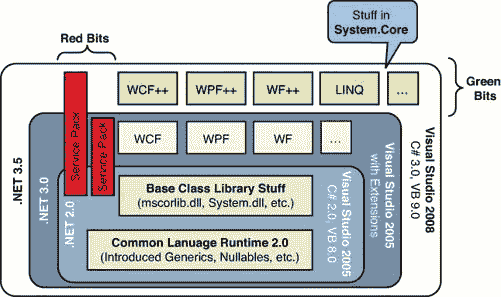 Stuff in
System.Core
Red Bits
Green
Bits
WCF++
WPF++
WF++
LINQ
...
Service Pack
Service Pack
WCF
WPF
WF
...
Base Class Library Stuff
(mscorlib.dll, System.dll, etc.)
Common Lanuage Runtime 2.0
(Introduced Generics, Nullables, etc.)
.NET 3.5
.NET 3.0
.NET 2.0
Visual Studio 2005
C# 2.0, VB 8.0
Visual Studio 2005
with Extensions
Visual Studio 2008
C# 3.0, VB 9.0